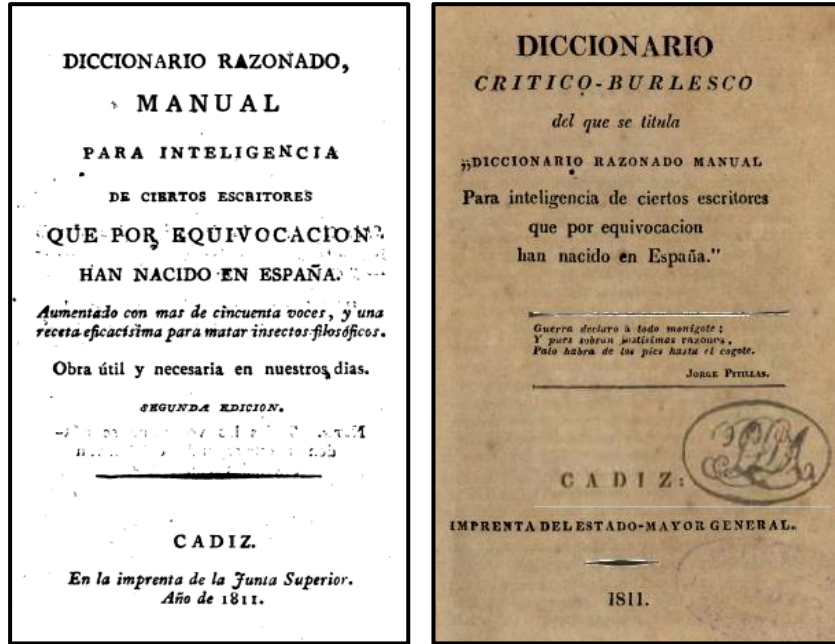 DICCIONARIO RAZONADO,
MANUAL
PARA INTELIGENCIA
DE CIERTOS ESCRITORES
QUE POR EQUIVOCACION
HAN NACIDO EN ESPAÑA.
Aumentado con mas de cincuenta voces, y una
receta eficacísima para matar insectos filosóficos.
Obra útil y necesaria en nuestros dias.
SEGUNDA EDICION.
CADIZ.
En la imprenta de la Junta Superior.
Año de 1811.
DICCIONARIO
CRITICO-BURLESCO
del que se titula
„DICCIONARIO RAZONADO MANUAL
Para inteligencia de ciertos escritores
que por equivocacion
han nacido en España."
Guerra declaro à todo monigote;
Y pues sobran justísimas razones,
Palo habrá de los pies hasta el cogote.
JORGE PITILLAS.
CADIZ:
IMPRENTA DEL ESTADO-MAYOR GENERAL.
1811.